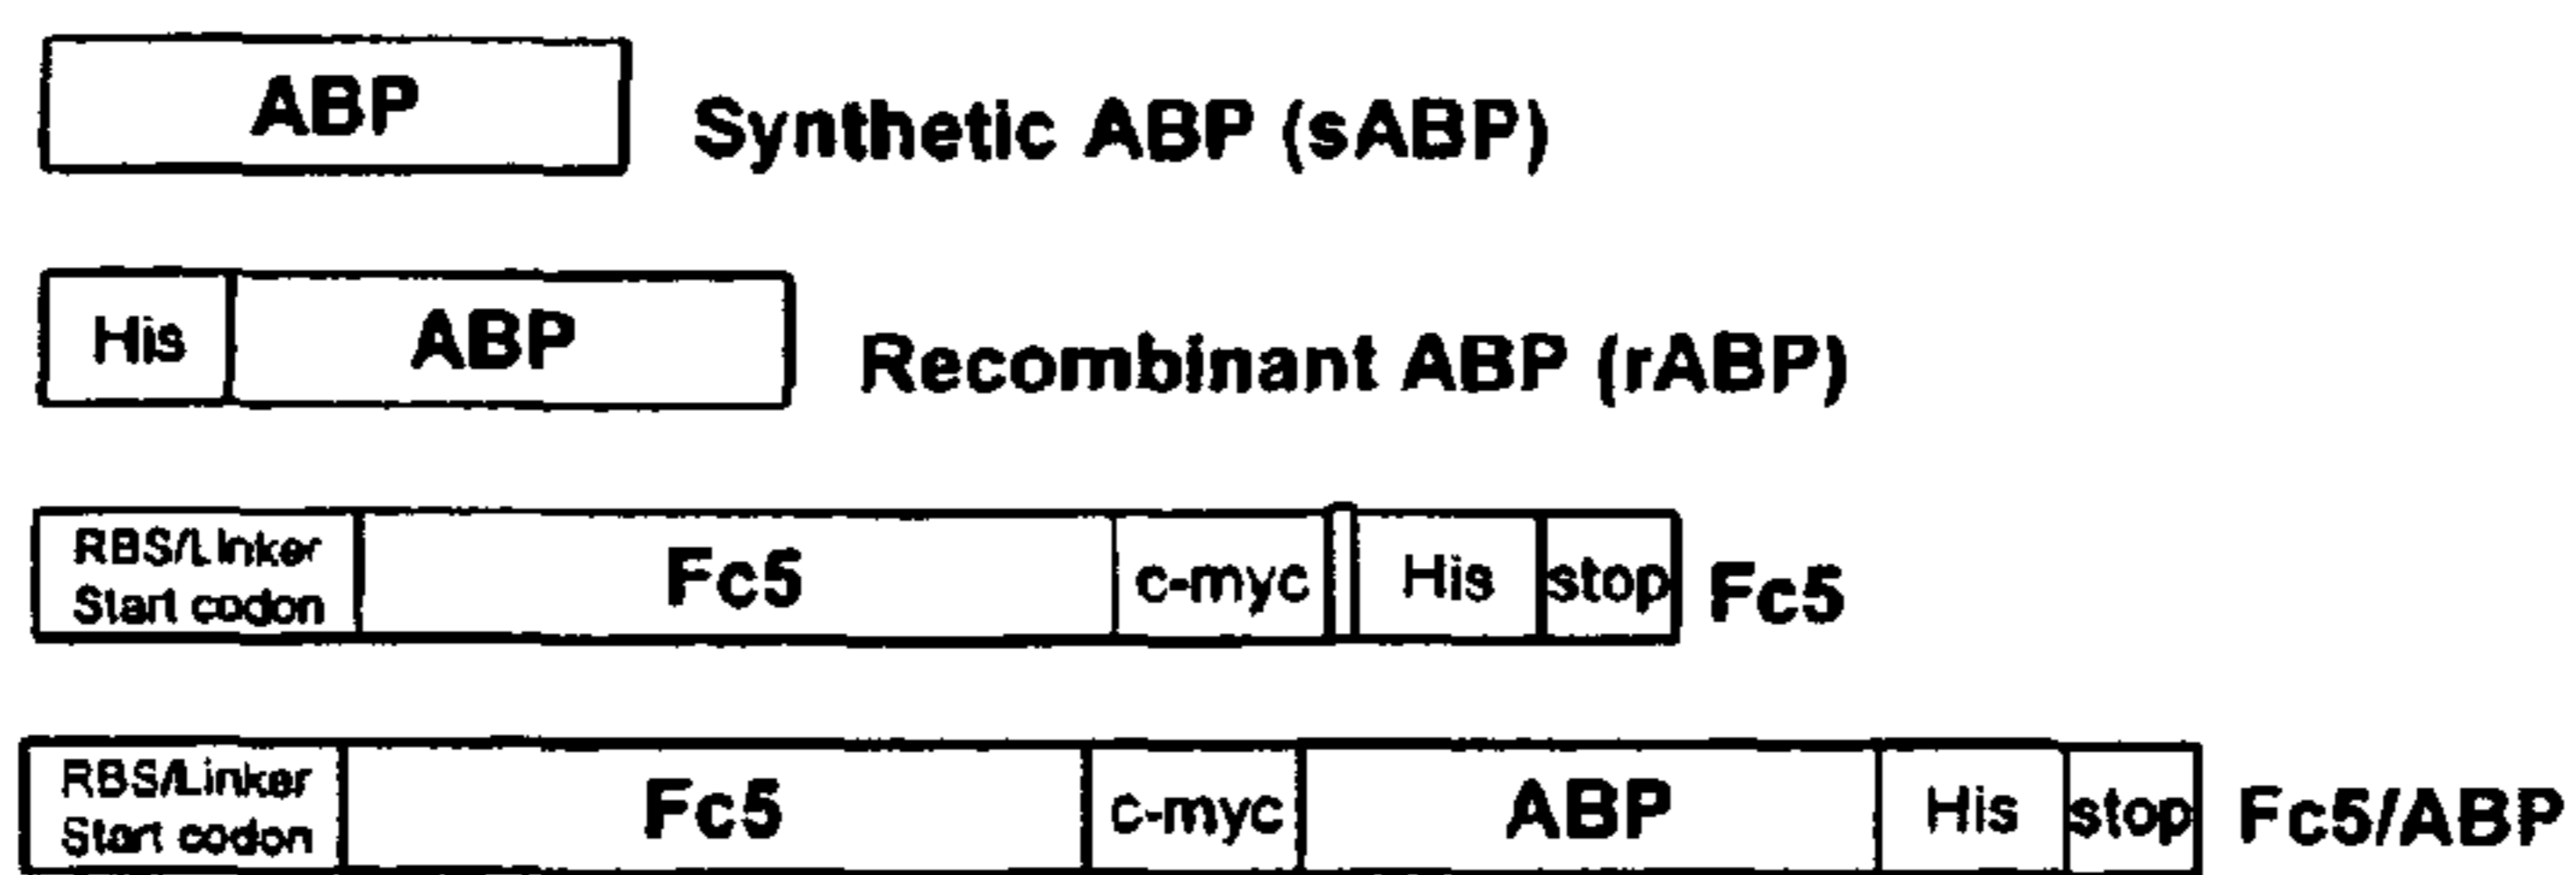 ABP Synthetic ABP (sABP)
His ABP Recombinant ABP (rABP)
RBS/Linker
Start codon
Fc5 c-myc His stop Fc5
RBS/Linker
Start codon
Fc5 c-myc ABP His stop Fc5/ABP